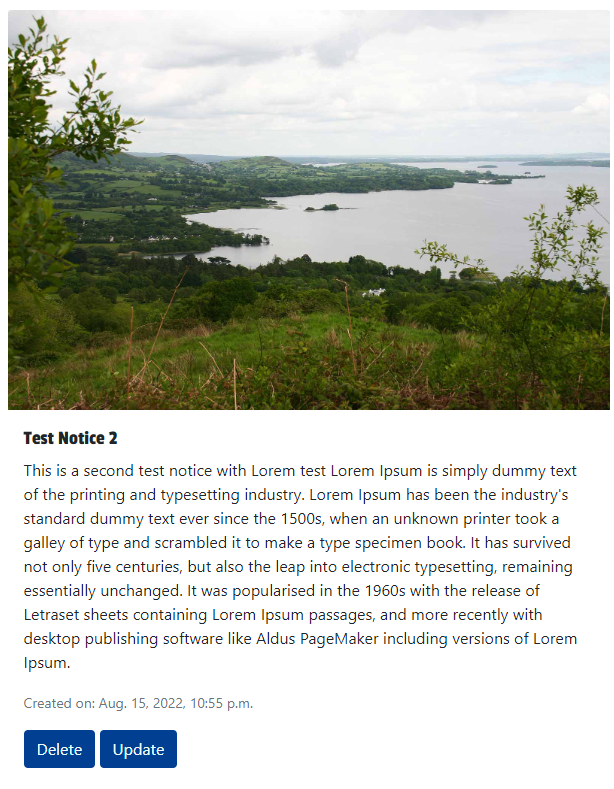 Test Notice 2
This is a second test notice with Lorem test Lorem Ipsum is simply dummy text
of the printing and typesetting industry. Lorem Ipsum has been the industry's
standard dummy text ever since the 1500s, when an unknown printer took a
galley of type and scrambled it to make a type specimen book. It has survived
not only five centuries, but also the leap into electronic typesetting, remaining
essentially unchanged. It was popularised in the 1960s with the release of
Letraset sheets containing Lorem Ipsum passages, and more recently with
desktop publishing software like Aldus PageMaker including versions of Lorem
Ipsum.
Created on: Aug. 15, 2022, 10:55 p.m.
Delete Update